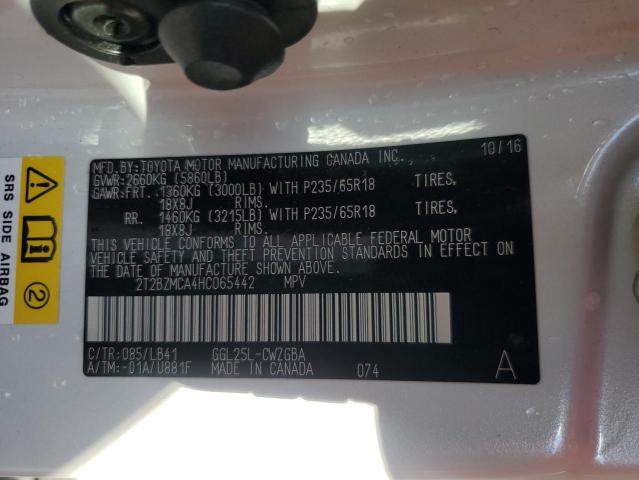 MFD.BY:TOYOTA MOTOR MANUFACTURING CANADA INC. 10/16
GVWR:2660KG (5860LB)
GAWR:FRT. 1360KG (3000LB) WITH P235/65R18 TIRES,
18X8J RIMS.
RR. 1460KG (3215LB) WITH P235/65R18 TIRES,
18X8J RIMS.
THIS VEHICLE CONFORMS TO ALL APPLICABLE FEDERAL MOTOR
VEHICLE SAFETY AND THEFT PREVENTION STANDARDS IN EFFECT ON
THE DATE OF MANUFACTURE SHOWN ABOVE.
2T2BZMCA4HC065442 MPV
C/TR:085/LB41 GGL25L-CWZGBA
A/TM:-01A/U881F MADE IN CANADA 074 A
SRS SIDE AIRBAG
2